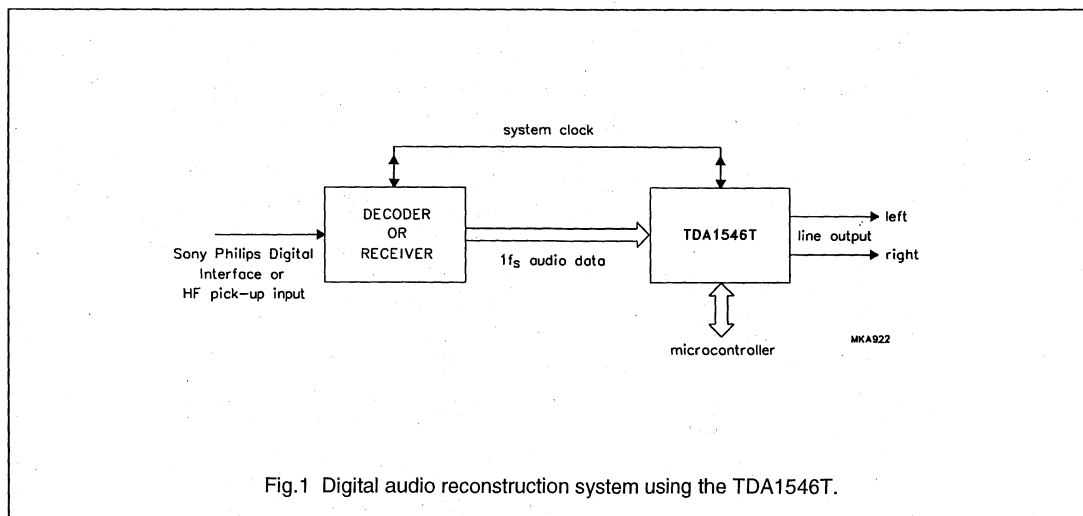 system clock
DECODER
OR
RECEIVER
TDA1546T
left
line output
right
Sony Philips Digital
Interface or
HF pick-up input
1fs audio data
microcontroller
MKA922
Fig.1 Digital audio reconstruction system using the TDA1546T.